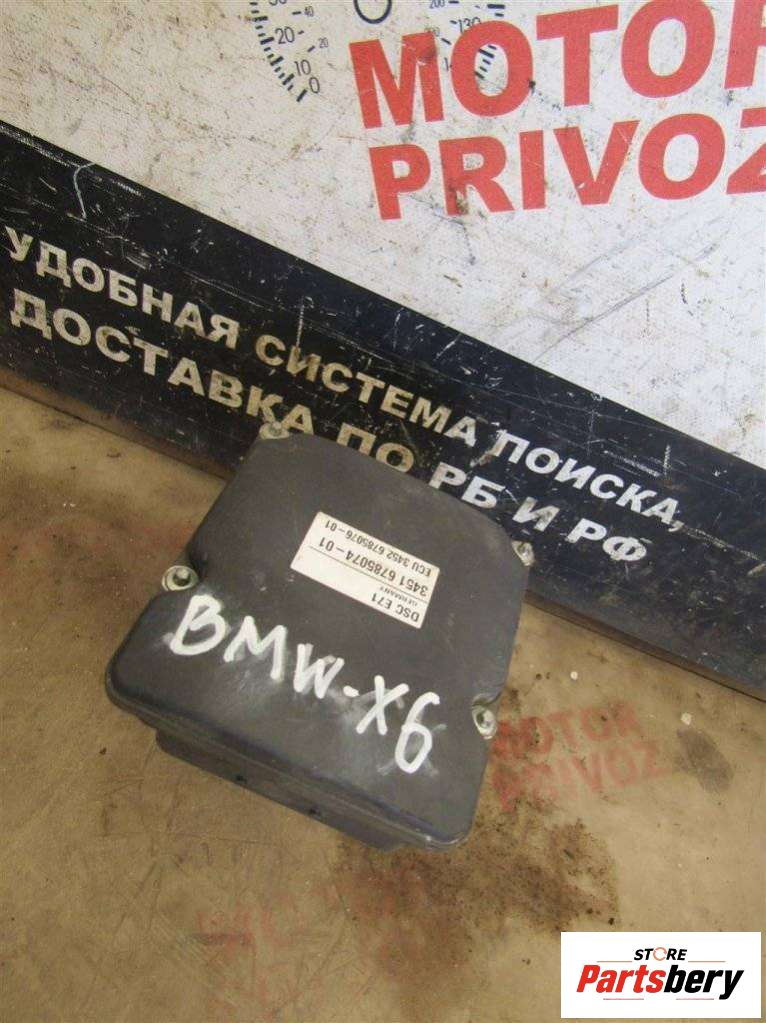 MOTOR
PRIVOZ
УДОБНАЯ СИСТЕМА ПОИСКА,
ДОСТАВКА ПО РБ И РФ
DSC E71
GERMANY
3451 6785074-01
ECU 3452 6785076-01
BMW-X6
MOTOR
PRIVOZ
STORE
Partsbery